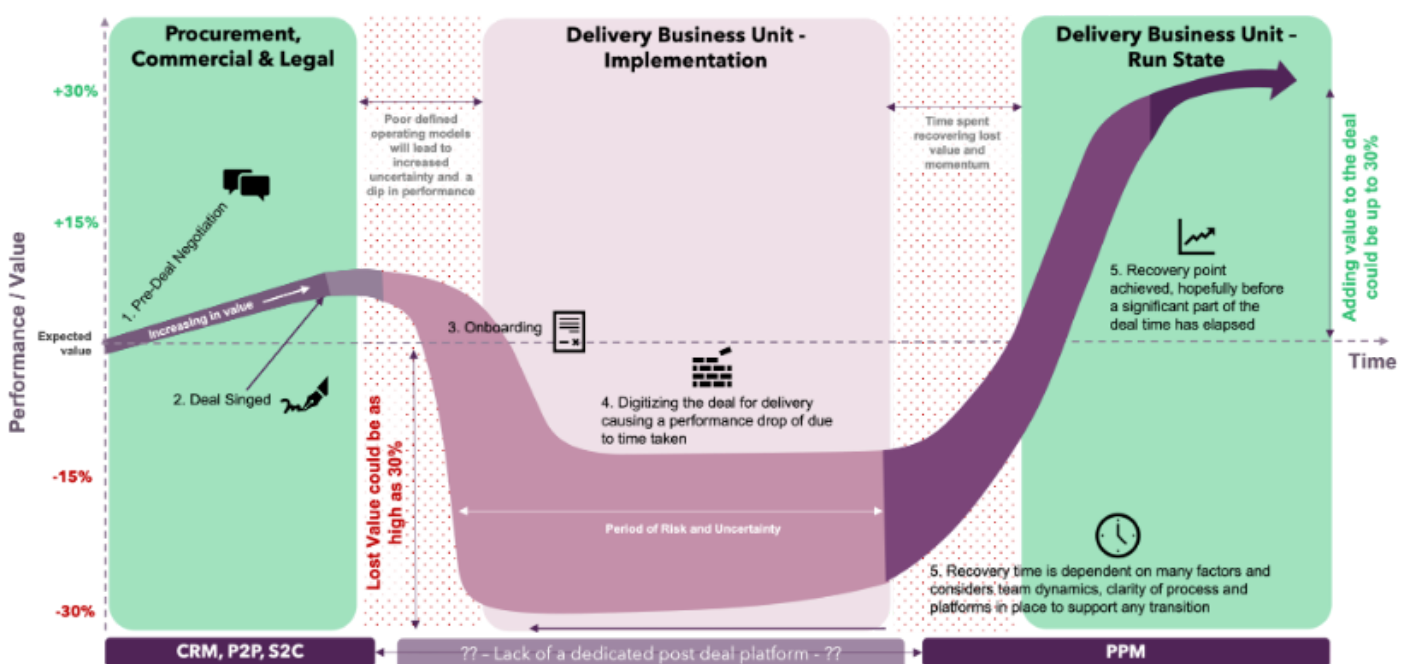 Procurement,
Commercial & Legal
Delivery Business Unit -
Implementation
Delivery Business Unit –
Run State
Performance / Value
+30%
+15%
Expected
value
-15%
-30%
Poor defined
operating models
will lead to
increased
uncertainty and a
dip in performance
Time spent
recovering lost
value and
momentum
1. Pre-Deal Negotiation
Increasing in value
2. Deal Singed
3. Onboarding
4. Digitizing the deal for delivery
causing a performance drop of due
to time taken
Lost Value could be as
high as 30%
Period of Risk and Uncertainty
5. Recovery point
achieved, hopefully before
a significant part of the
deal time has elapsed
Adding value to the deal
could be up to 30%
Time
5. Recovery time is dependent on many factors and
considers team dynamics, clarity of process and
platforms in place to support any transition
CRM, P2P, S2C
?? – Lack of a dedicated post deal platform - ??
PPM